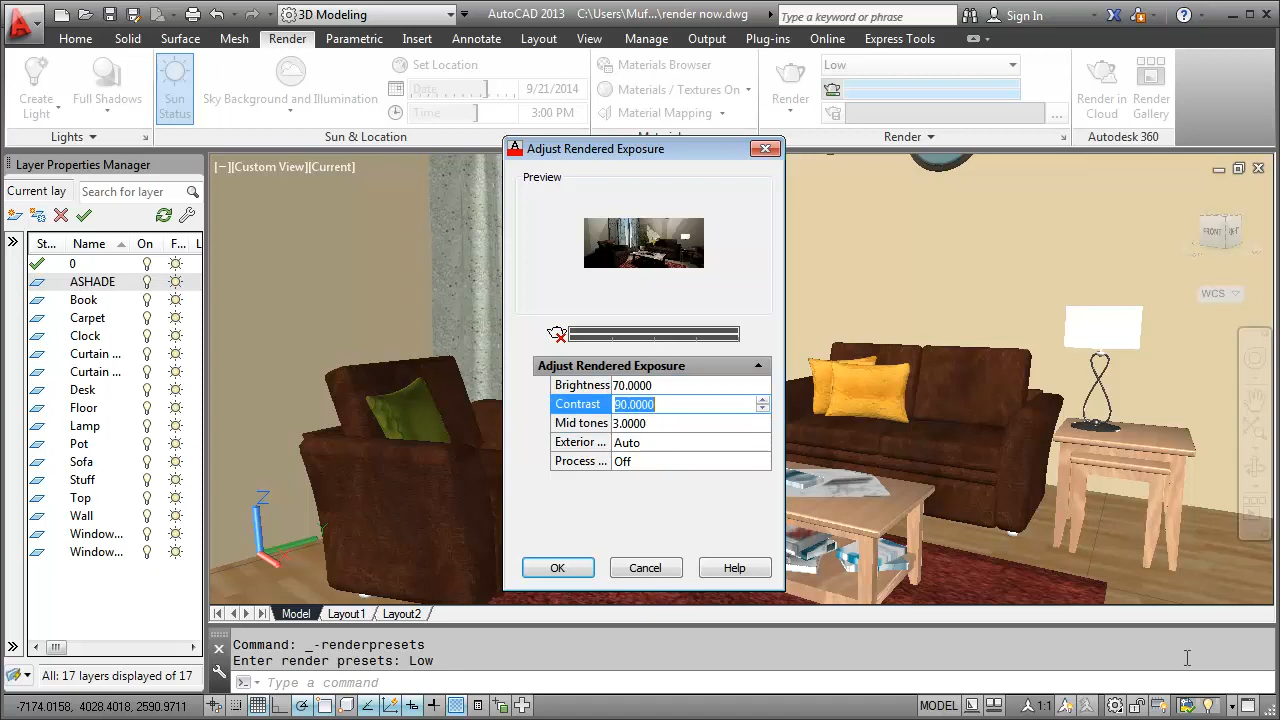 3D Modeling
AutoCAD 2013 C:\Users\Muf...\render now.dwg
Type a keyword or phrase
Sign In
Home Solid Surface Mesh Render Parametric Insert Annotate Layout View Manage Output Plug-ins Online Express Tools
Create Light
Full Shadows
Sun Status
Sky Background and Illumination
Set Location
Date 9/21/2014
Time 3:00 PM
Materials Browser
Materials / Textures On
Material Mapping
Render
Low
...
Render in Cloud
Render Gallery
Lights
Sun & Location
Render
Autodesk 360
Layer Properties Manager
Current lay
Search for layer
St... Name On F... L
0
ASHADE
Book
Carpet
Clock
Curtain ...
Curtain ...
Desk
Floor
Lamp
Pot
Sofa
Stuff
Top
Wall
Window...
Window...
All: 17 layers displayed of 17
[−][Custom View][Current]
FRONT
WCS
Z
Adjust Rendered Exposure
Preview
Adjust Rendered Exposure
Brightness 70.0000
Contrast 90.0000
Mid tones 3.0000
Exterior ... Auto
Process ... Off
OK Cancel Help
Model Layout1 Layout2
Command: _-renderpresets
Enter render presets: Low
Type a command
-7174.0158, 4028.4018, 2590.9711
MODEL
1:1